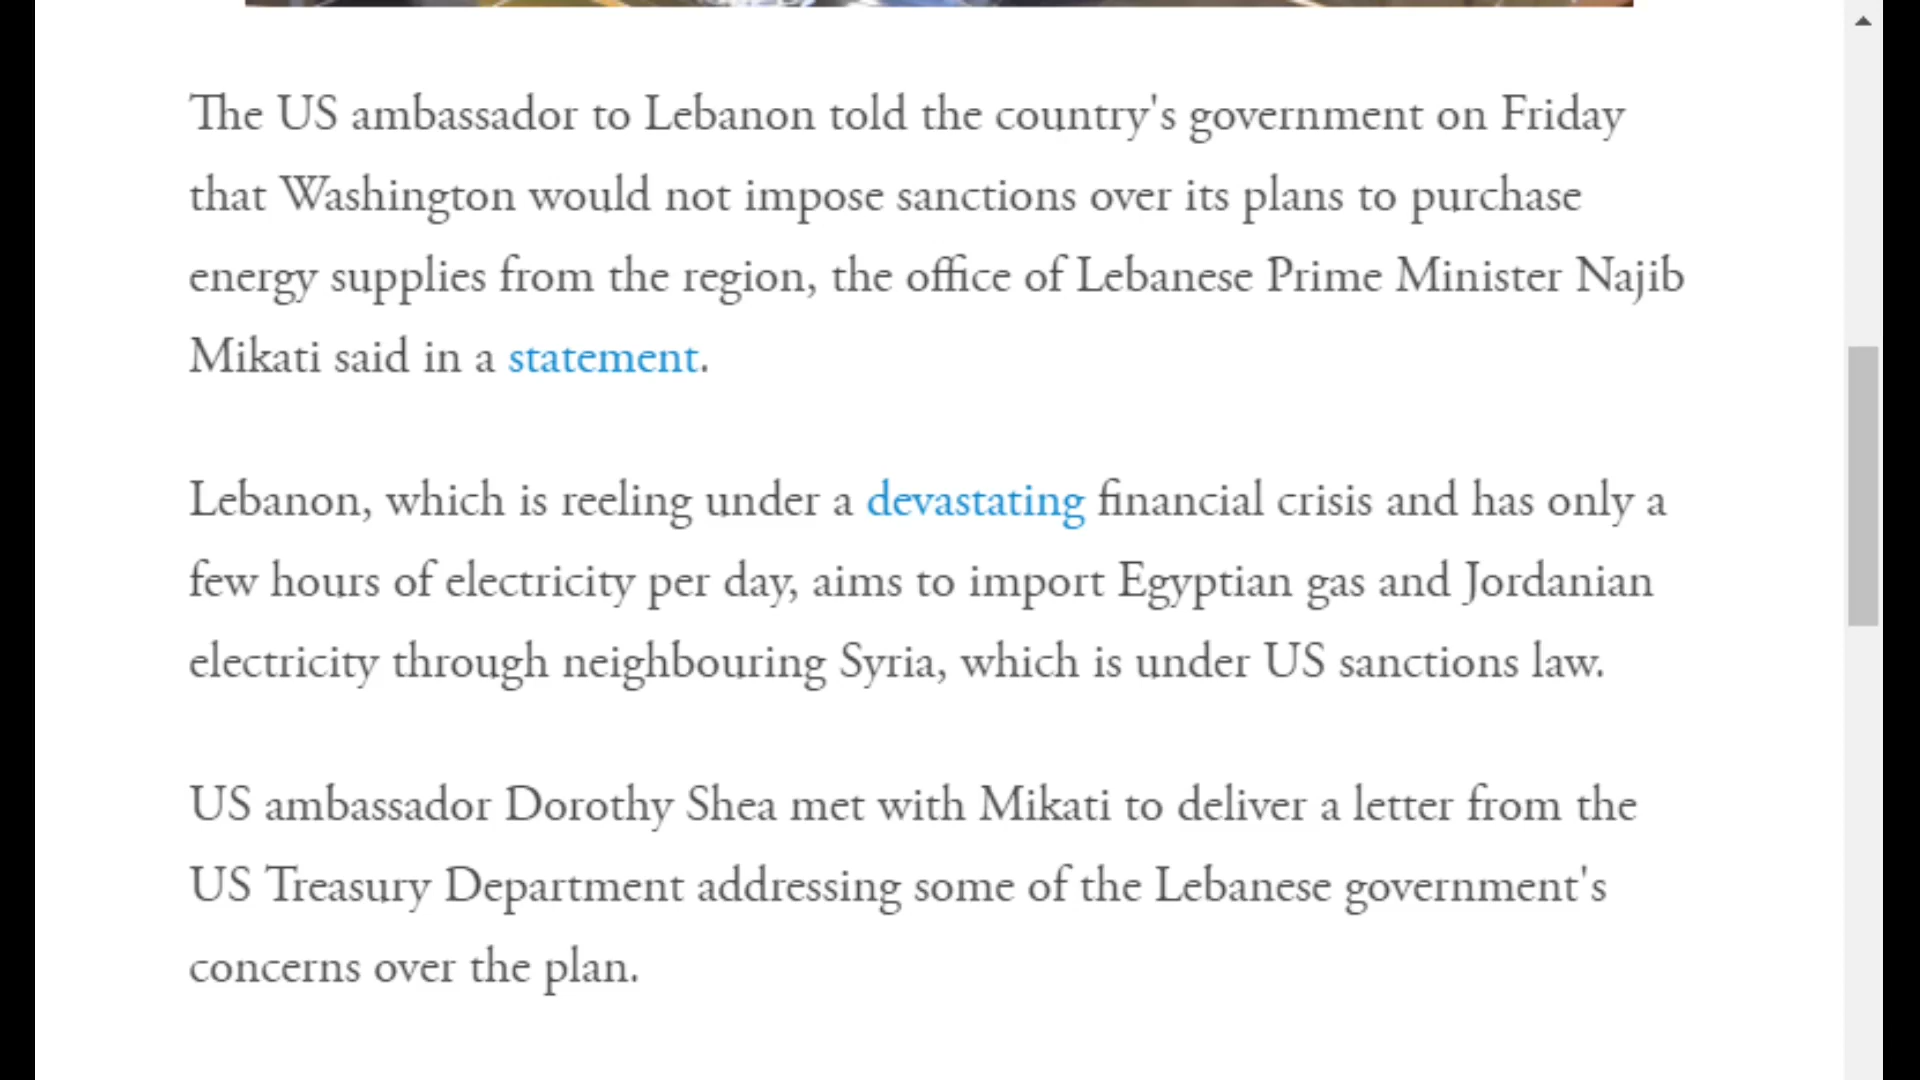 The US ambassador to Lebanon told the country's government on Friday
that Washington would not impose sanctions over its plans to purchase
energy supplies from the region, the office of Lebanese Prime Minister Najib
Mikati said in a statement.
Lebanon, which is reeling under a devastating financial crisis and has only a
few hours of electricity per day, aims to import Egyptian gas and Jordanian
electricity through neighbouring Syria, which is under US sanctions law.
US ambassador Dorothy Shea met with Mikati to deliver a letter from the
US Treasury Department addressing some of the Lebanese government's
concerns over the plan.